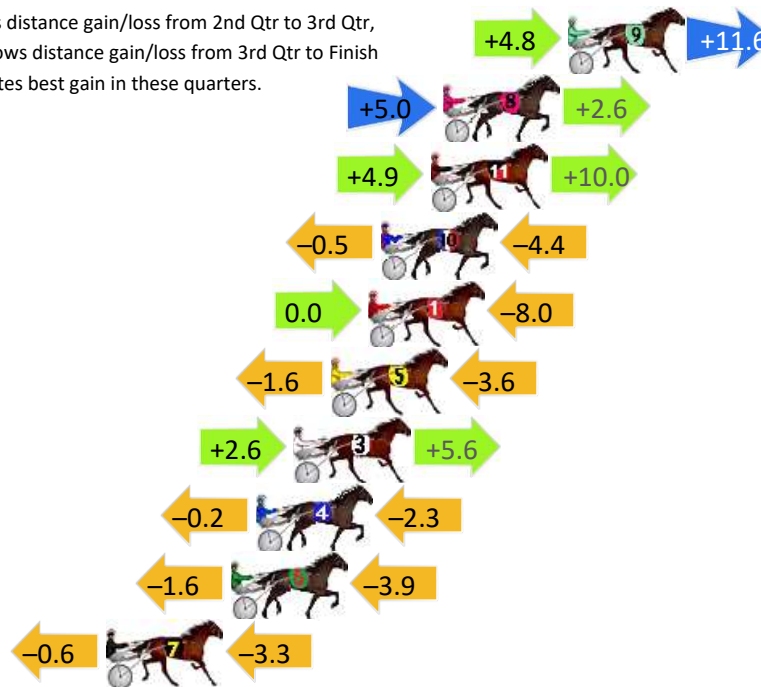 s distance gain/loss from 2nd Qtr to 3rd Qtr,
ows distance gain/loss from 3rd Qtr to Finish
tes best gain in these quarters.
+4.8 9 +11.6
+5.0 8 +2.6
+4.9 11 +10.0
–0.5 10 –4.4
0.0 1 –8.0
–1.6 5 –3.6
+2.6 3 +5.6
–0.2 4 –2.3
–1.6 –3.9
–0.6 7 –3.3